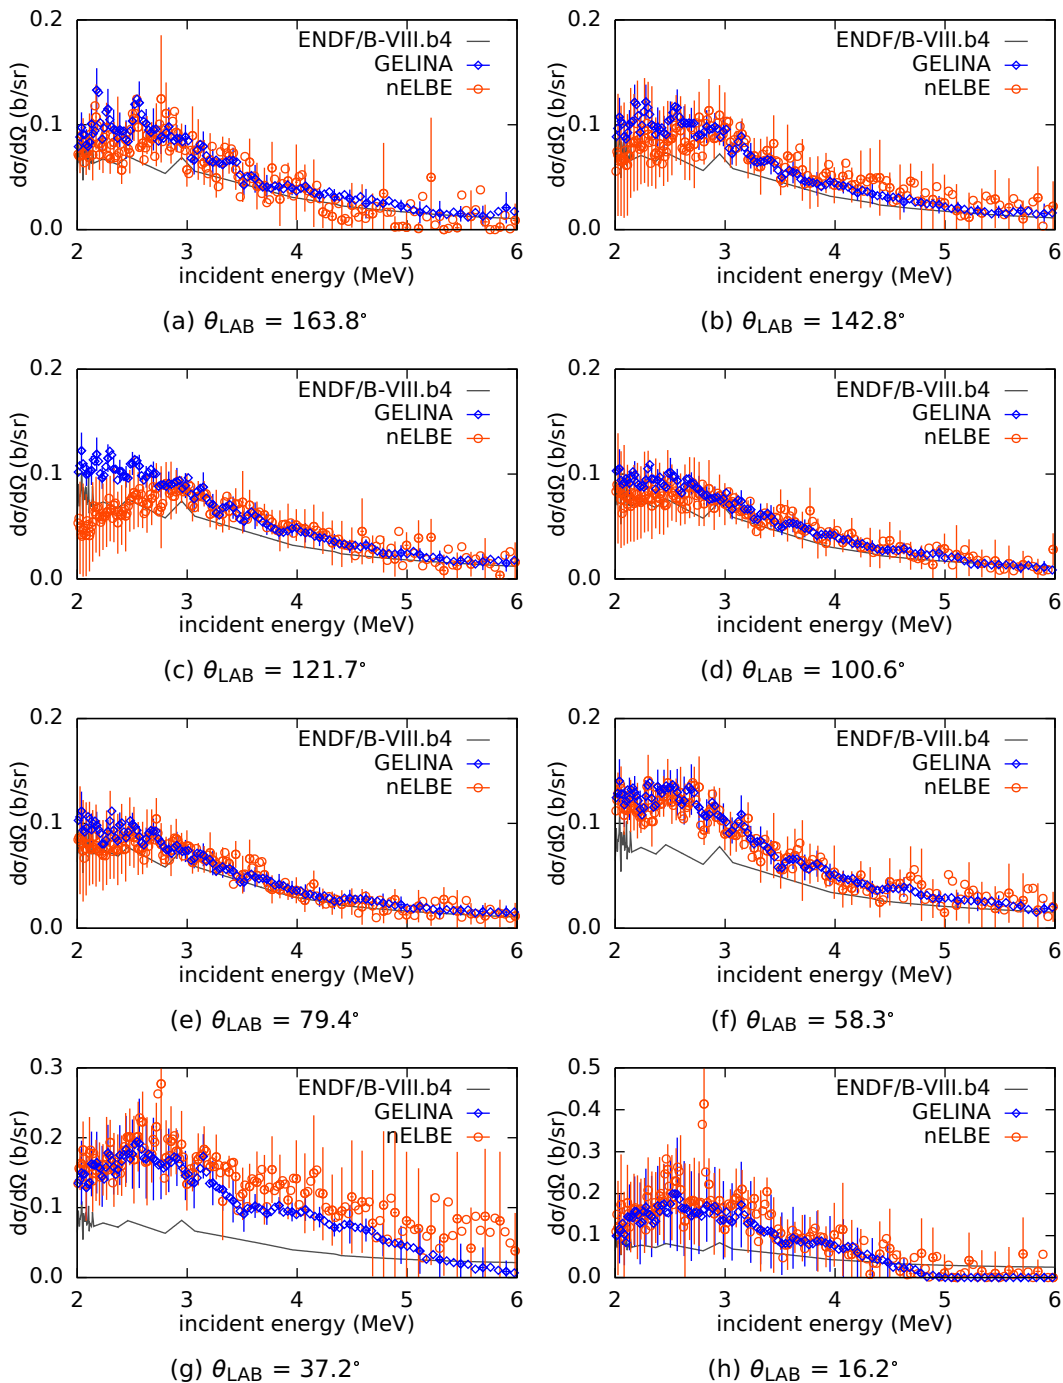 0.2
0.1
0.0
dσ/dΩ (b/sr)
ENDF/B-VIII.b4
GELINA
nELBE
2 3 4 5 6
incident energy (MeV)
(a) θLAB = 163.8°
0.2
0.1
0.0
dσ/dΩ (b/sr)
ENDF/B-VIII.b4
GELINA
nELBE
2 3 4 5 6
incident energy (MeV)
(b) θLAB = 142.8°
0.2
0.1
0.0
dσ/dΩ (b/sr)
ENDF/B-VIII.b4
GELINA
nELBE
2 3 4 5 6
incident energy (MeV)
(c) θLAB = 121.7°
0.2
0.1
0.0
dσ/dΩ (b/sr)
ENDF/B-VIII.b4
GELINA
nELBE
2 3 4 5 6
incident energy (MeV)
(d) θLAB = 100.6°
0.2
0.1
0.0
dσ/dΩ (b/sr)
ENDF/B-VIII.b4
GELINA
nELBE
2 3 4 5 6
incident energy (MeV)
(e) θLAB = 79.4°
0.2
0.1
0.0
dσ/dΩ (b/sr)
ENDF/B-VIII.b4
GELINA
nELBE
2 3 4 5 6
incident energy (MeV)
(f) θLAB = 58.3°
0.3
0.2
0.1
0.0
dσ/dΩ (b/sr)
ENDF/B-VIII.b4
GELINA
nELBE
2 3 4 5 6
incident energy (MeV)
(g) θLAB = 37.2°
0.5
0.4
0.2
0.2
0.1
0.0
dσ/dΩ (b/sr)
ENDF/B-VIII.b4
GELINA
nELBE
2 3 4 5 6
incident energy (MeV)
(h) θLAB = 16.2°